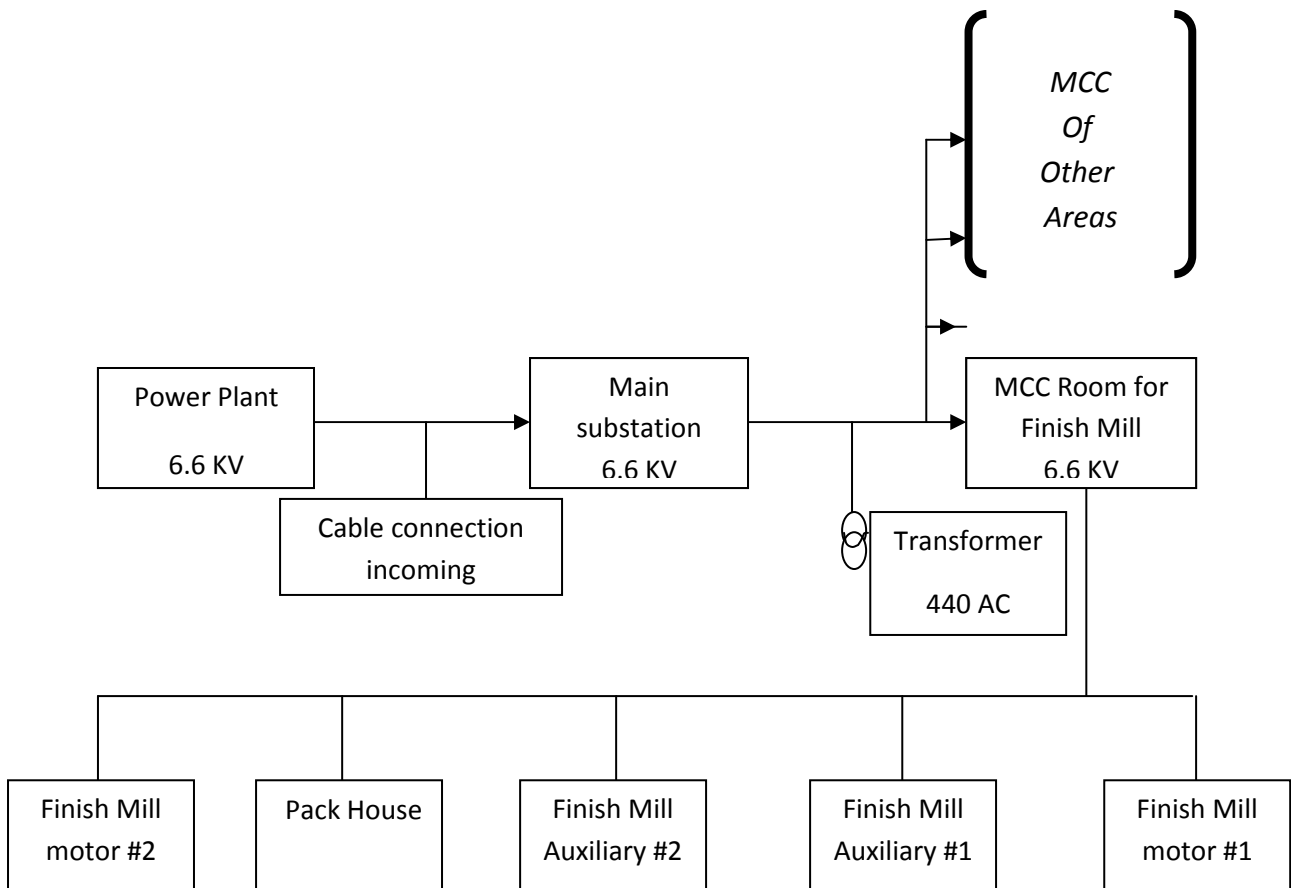 MCC
Of
Other
Areas
Power Plant
6.6 KV
Main
substation
6.6 KV
MCC Room for
Finish Mill
6.6 KV
Cable connection
incoming
Transformer
440 AC
Finish Mill
motor #2
Pack House
Finish Mill
Auxiliary #2
Finish Mill
Auxiliary #1
Finish Mill
motor #1